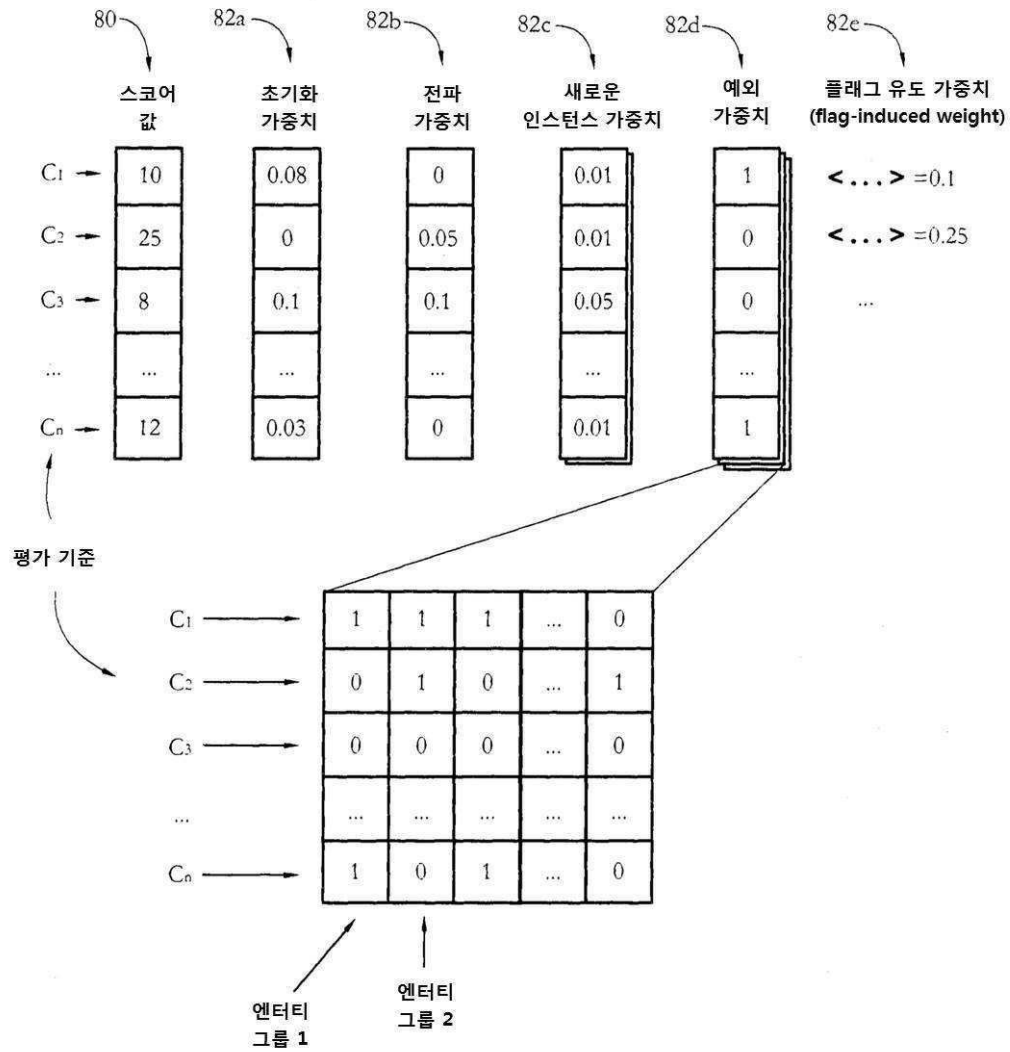 80 82a 82b 82c 82d 82e
스코어 값 초기화 가중치 전파 가중치 새로운 인스턴스 가중치 예외 가중치 플래그 유도 가중치 (flag-induced weight)
C1 10 0.08 0 0.01 1 <...> =0.1
C2 25 0 0.05 0.01 0 <...> =0.25
C3 8 0.1 0.1 0.05 0 ...
... ... ... ... ... ...
Cn 12 0.03 0 0.01 1
평가 기준
C1 1 1 1 ... 0
C2 0 1 0 ... 1
C3 0 0 0 ... 0
... ... ... ... ... ...
Cn 1 0 1 ... 0
엔터티 그룹 1
엔터티 그룹 2